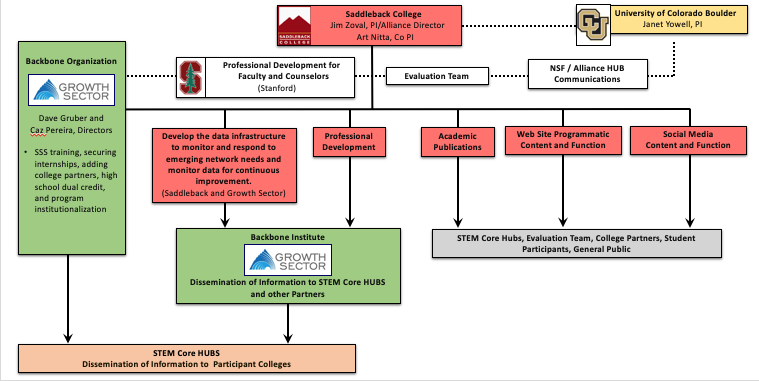 SADDLEBACK
COLLEGE
Saddleback College
Jim Zoval, PI/Alliance Director
Art Nitta, Co PI
CU
University of Colorado Boulder
Janet Yowell, PI
Backbone Organization
GROWTH
SECTOR
Dave Gruber and
Caz Pereira, Directors
• SSS training, securing
internships, adding
college partners, high
school dual credit,
and program
institutionalization
S
Professional Development for
Faculty and Counselors
(Stanford)
Evaluation Team
NSF / Alliance HUB
Communications
Develop the data infrastructure
to monitor and respond to
emerging network needs and
monitor data for continuous
improvement.
(Saddleback and Growth Sector)
Professional
Development
Academic
Publications
Web Site Programmatic
Content and Function
Social Media
Content and Function
Backbone Institute
GROWTH
SECTOR
Dissemination of Information to STEM Core HUBS
and other Partners
STEM Core Hubs, Evaluation Team, College Partners, Student
Participants, General Public
STEM Core HUBS
Dissemination of Information to Participant Colleges